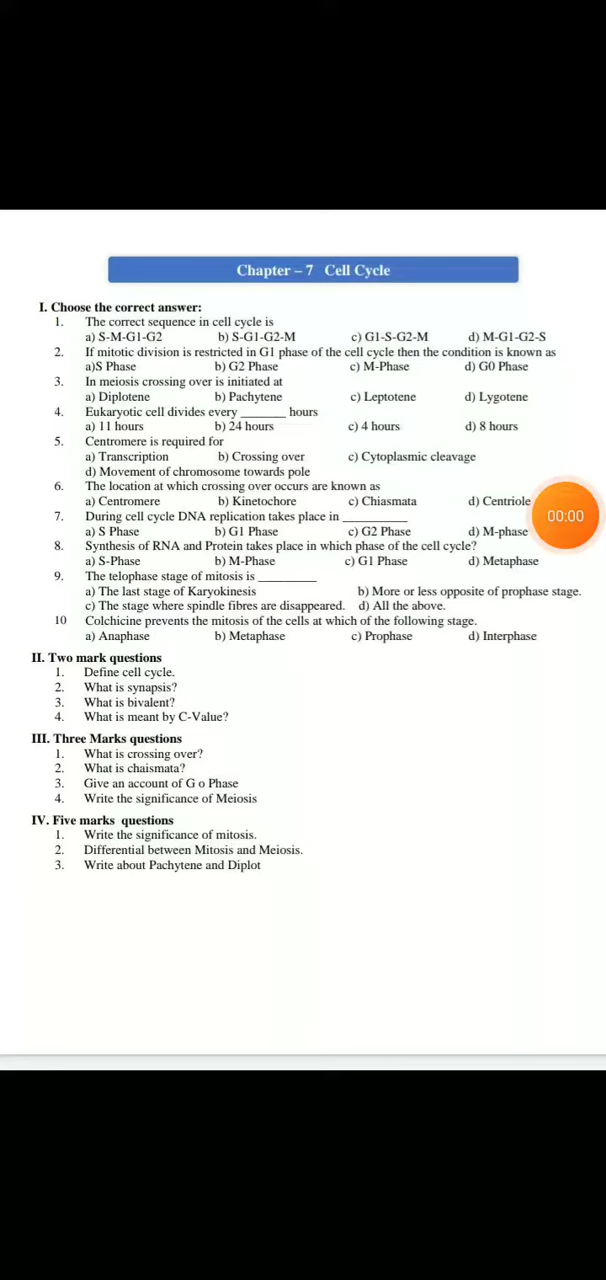 Chapter – 7 Cell Cycle
I. Choose the correct answer:
1. The correct sequence in cell cycle is
a) S-M-G1-G2 b) S-G1-G2-M c) G1-S-G2-M d) M-G1-G2-S
2. If mitotic division is restricted in G1 phase of the cell cycle then the condition is known as
a)S Phase b) G2 Phase c) M-Phase d) G0 Phase
3. In meiosis crossing over is initiated at
a) Diplotene b) Pachytene c) Leptotene d) Lygotene
4. Eukaryotic cell divides every _______ hours
a) 11 hours b) 24 hours c) 4 hours d) 8 hours
5. Centromere is required for
a) Transcription b) Crossing over c) Cytoplasmic cleavage
d) Movement of chromosome towards pole
6. The location at which crossing over occurs are known as
a) Centromere b) Kinetochore c) Chiasmata d) Centriole
7. During cell cycle DNA replication takes place in __________
00:00
a) S Phase b) G1 Phase c) G2 Phase d) M-phase
8. Synthesis of RNA and Protein takes place in which phase of the cell cycle?
a) S-Phase b) M-Phase c) G1 Phase d) Metaphase
9. The telophase stage of mitosis is _________
a) The last stage of Karyokinesis b) More or less opposite of prophase stage.
c) The stage where spindle fibres are disappeared. d) All the above.
10 Colchicine prevents the mitosis of the cells at which of the following stage.
a) Anaphase b) Metaphase c) Prophase d) Interphase
II. Two mark questions
1. Define cell cycle.
2. What is synapsis?
3. What is bivalent?
4. What is meant by C-Value?
III. Three Marks questions
1. What is crossing over?
2. What is chaismata?
3. Give an account of G o Phase
4. Write the significance of Meiosis
IV. Five marks questions
1. Write the significance of mitosis.
2. Differential between Mitosis and Meiosis.
3. Write about Pachytene and Diplot